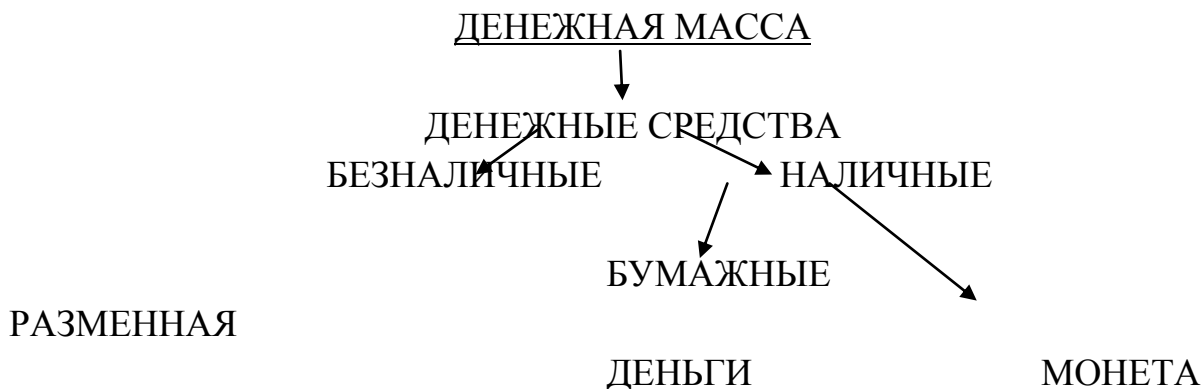 ДЕНЕЖНАЯ МАССА
ДЕНЕЖНЫЕ СРЕДСТВА
БЕЗНАЛИЧНЫЕ НАЛИЧНЫЕ
БУМАЖНЫЕ
РАЗМЕННАЯ
ДЕНЬГИ МОНЕТА